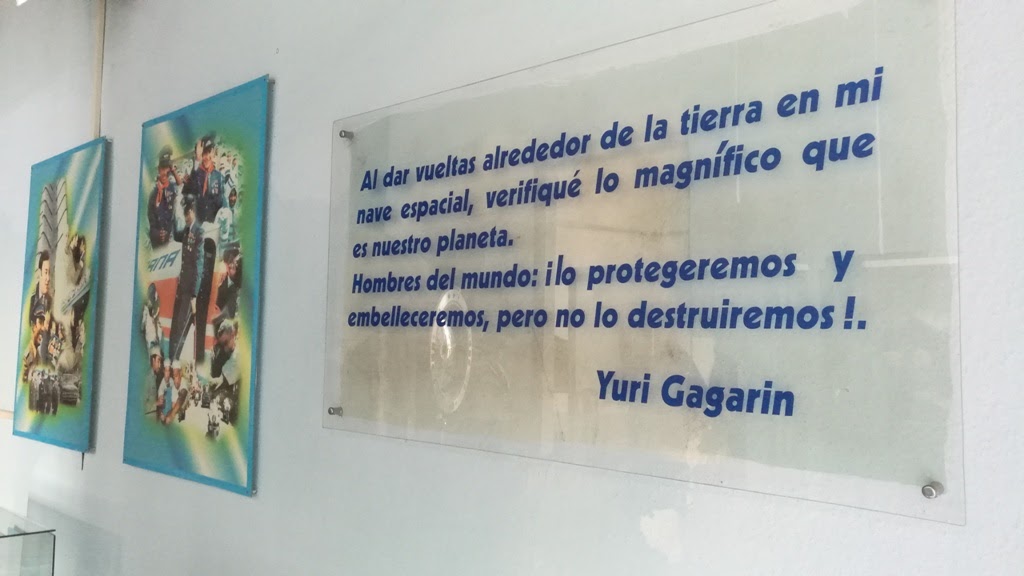 Al dar vueltas alrededor de la tierra en mi
nave espacial, verifiqué lo magnífico que
es nuestro planeta.
Hombres del mundo: ¡lo protegeremos y
embelleceremos, pero no lo destruiremos !.
Yuri Gagarin